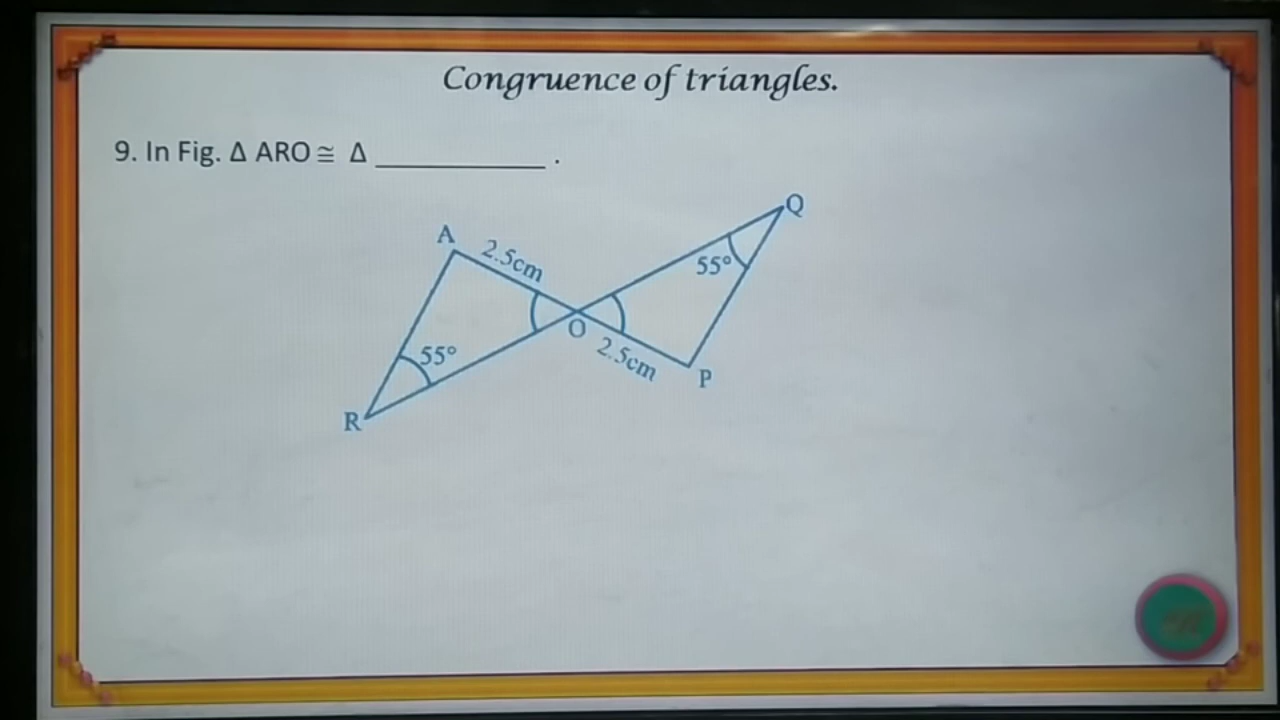 Congruence of triangles.
9. In Fig. Δ ARO ≅ Δ ___________ .
Q
A
2.5cm
55°
O
55°
2.5cm
P
R